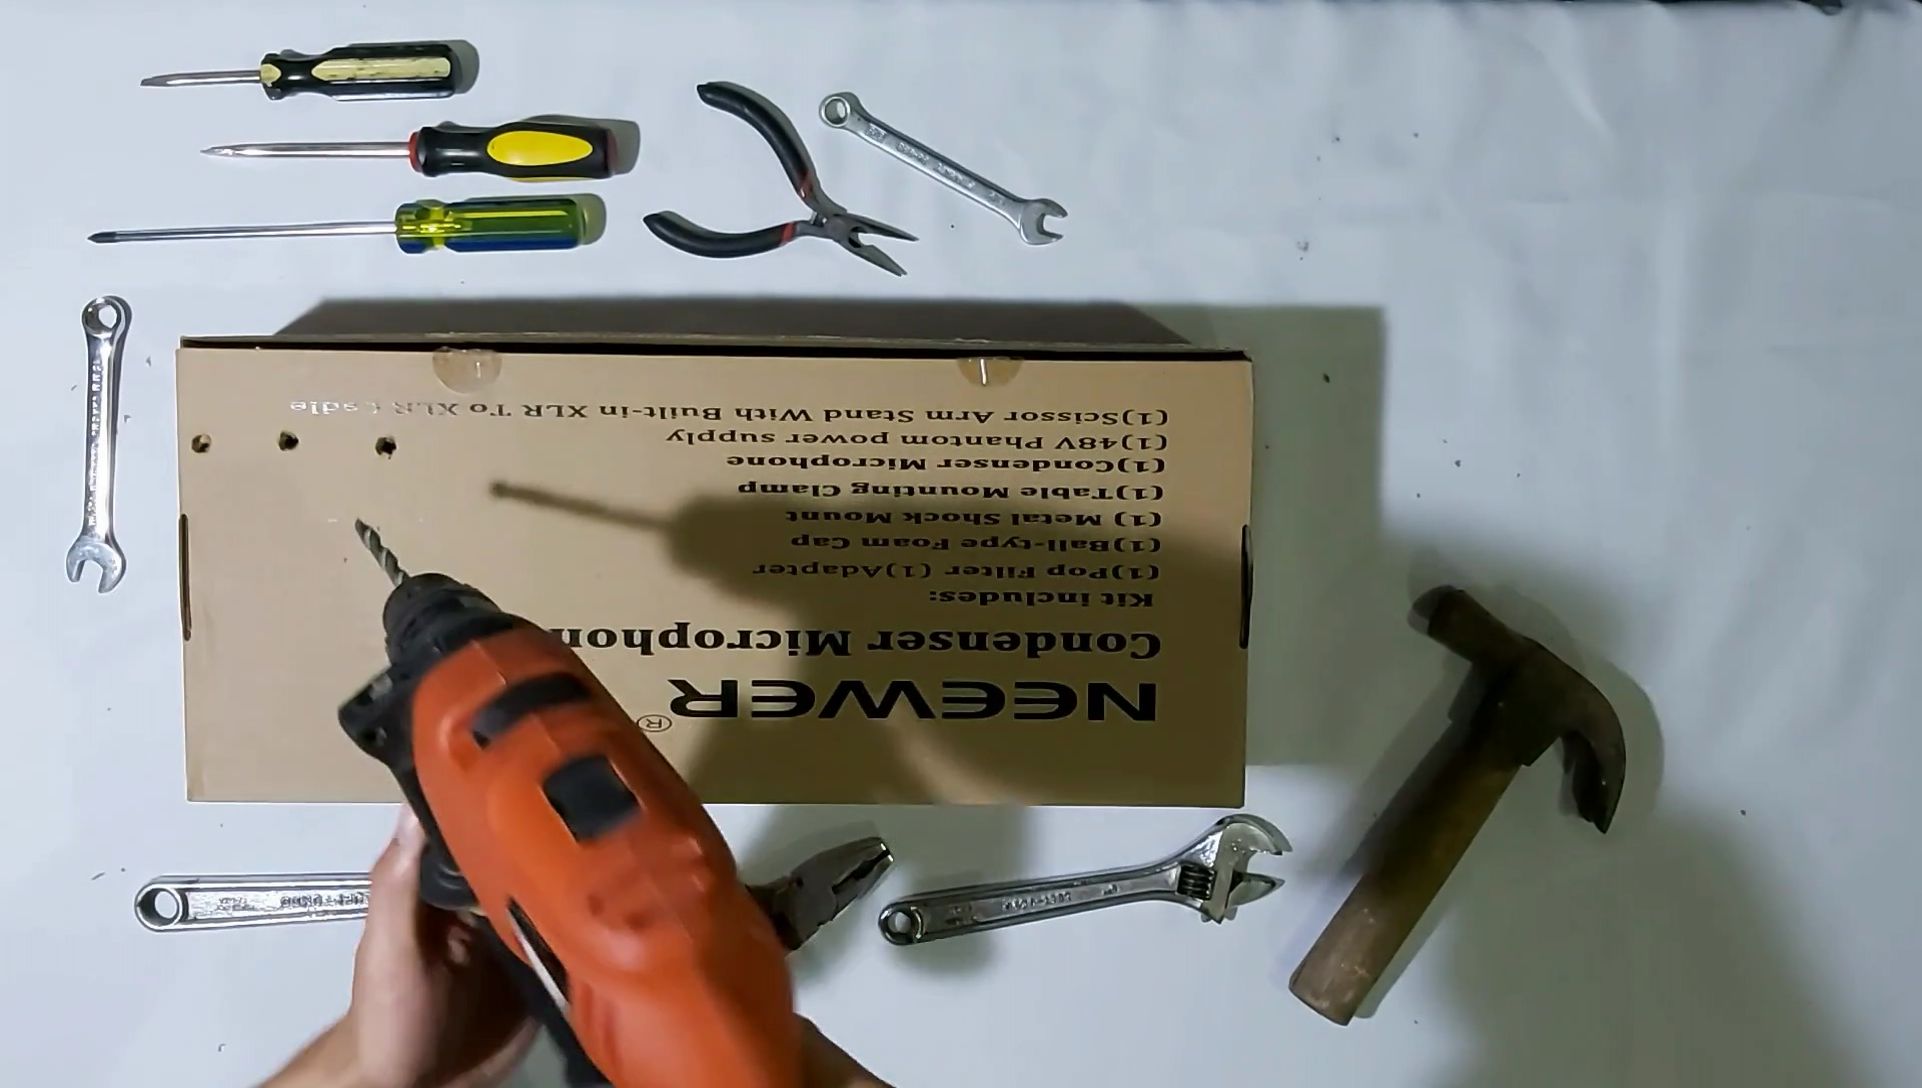 NEEWER®
Condenser Microphon
Kit includes:
(1)Pop Filter (1)Adapter
(1)Ball-type Foam Cap
(1) Metal Shock Mount
(1)Table Mounting Clamp
(1)Condenser Microphone
(1)48V Phantom power supply
(1)Scissor Arm Stand With Built-in XLR To XLR Cable